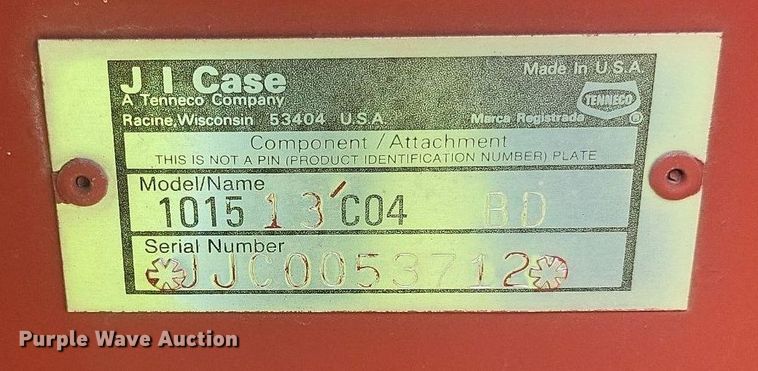 J I Case
A Tenneco Company
Racine, Wisconsin 53404 U.S.A.
Made In U.S.A.
TENNECO
Marca Registrada ®
Component/Attachment
THIS IS NOT A PIN (PRODUCT IDENTIFICATION NUMBER) PLATE
Model/Name
1015 13' C04 BD
Serial Number
*JJC0053712*
Purple Wave Auction